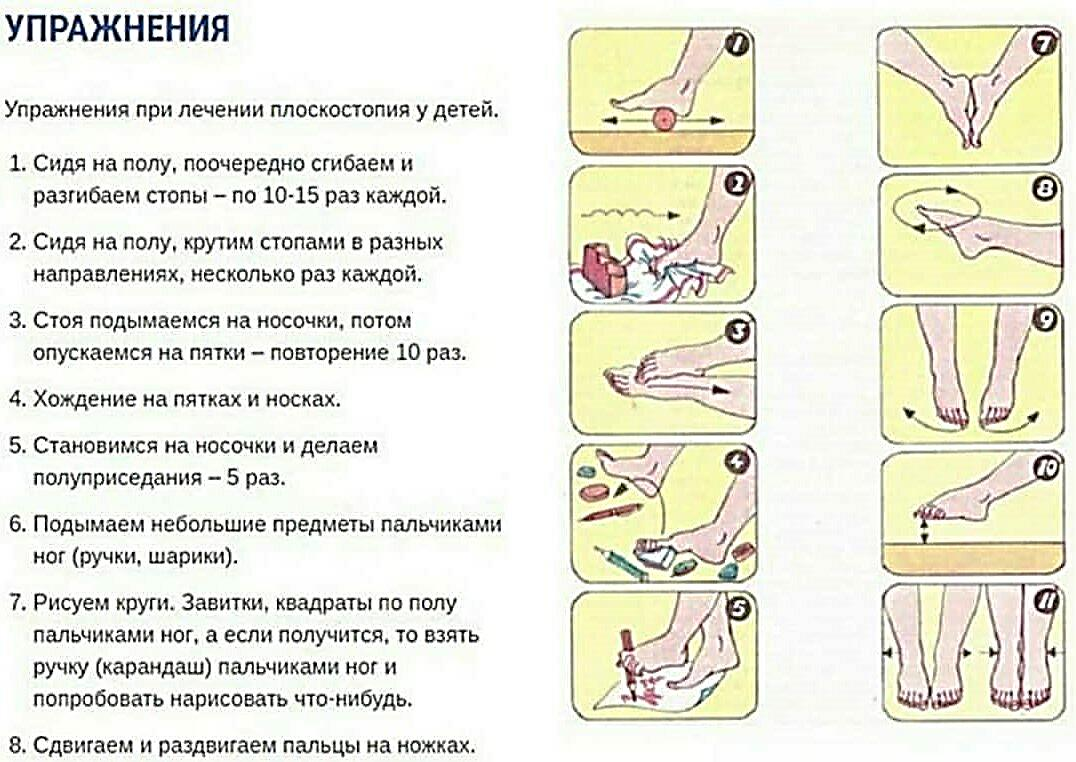 УПРАЖНЕНИЯ
Упражнения при лечении плоскостопия у детей.
1. Сидя на полу, поочередно сгибаем и
разгибаем стопы – по 10-15 раз каждой.
2. Сидя на полу, крутим стопами в разных
направлениях, несколько раз каждой.
3. Стоя подымаемся на носочки, потом
опускаемся на пятки – повторение 10 раз.
4. Хождение на пятках и носках.
5. Становимся на носочки и делаем
полуприседания – 5 раз.
6. Подымаем небольшие предметы пальчиками
ног (ручки, шарики).
7. Рисуем круги. Завитки, квадраты по полу
пальчиками ног, а если получится, то взять
ручку (карандаш) пальчиками ног и
попробовать нарисовать что-нибудь.
8. Сдвигаем и раздвигаем пальцы на ножках.
1
2
3
4
5
7
8
9
10
11